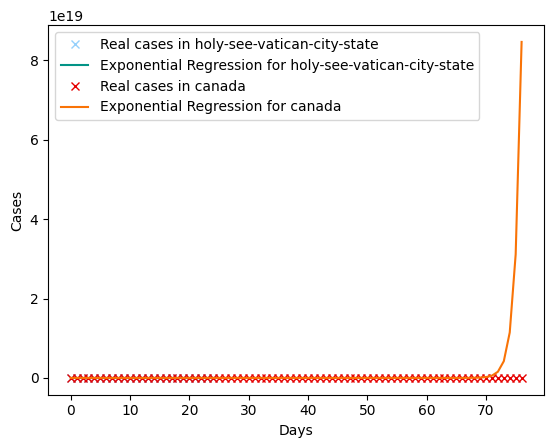 1e19
Real cases in holy-see-vatican-city-state
Exponential Regression for holy-see-vatican-city-state
Real cases in canada
Exponential Regression for canada
8
6
4
2
0
Cases
0 10 20 30 40 50 60 70
Days